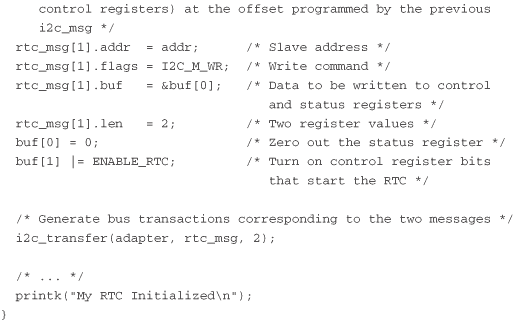 control registers) at the offset programmed by the previous
i2c_msg */
rtc_msg[1].addr  = addr;       /* Slave address */
rtc_msg[1].flags = I2C_M_WR;  /* Write command */
rtc_msg[1].buf   = &buf[0];   /* Data to be written to control
and status registers */
rtc_msg[1].len   = 2;          /* Two register values */
buf[0] = 0;                    /* Zero out the status register */
buf[1] |= ENABLE_RTC;          /* Turn on control register bits
that start the RTC */
/* Generate bus transactions corresponding to the two messages */
i2c_transfer(adapter, rtc_msg, 2);
/* ... */
printk("My RTC Initialized\n");
}